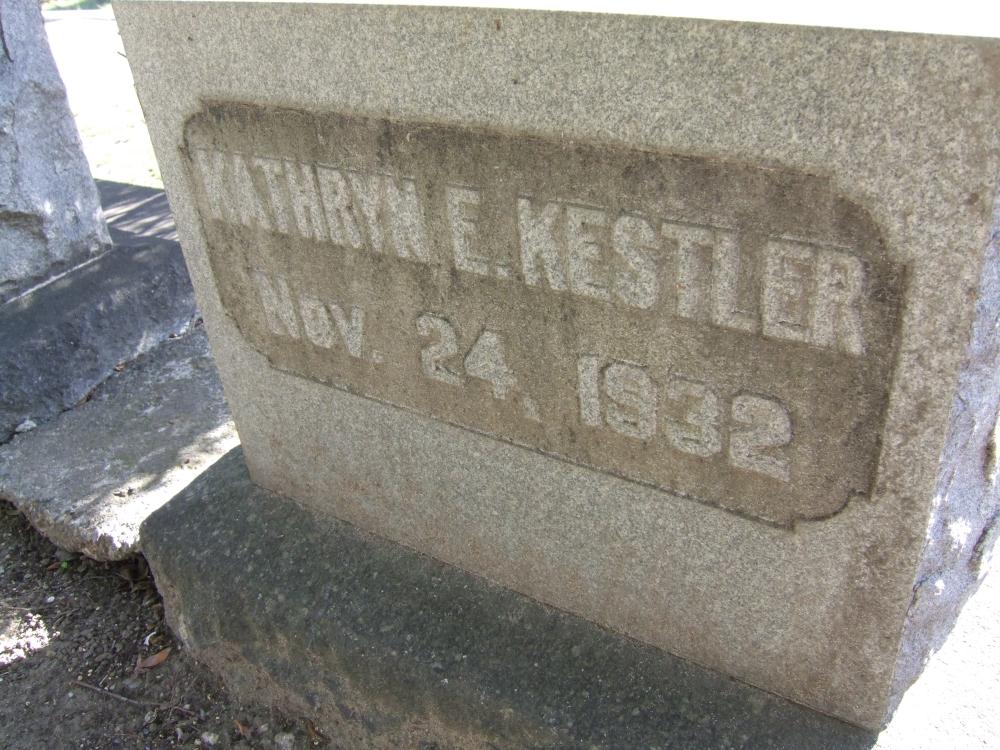 KATHRYN E. KESTLER
Nov. 24, 1932